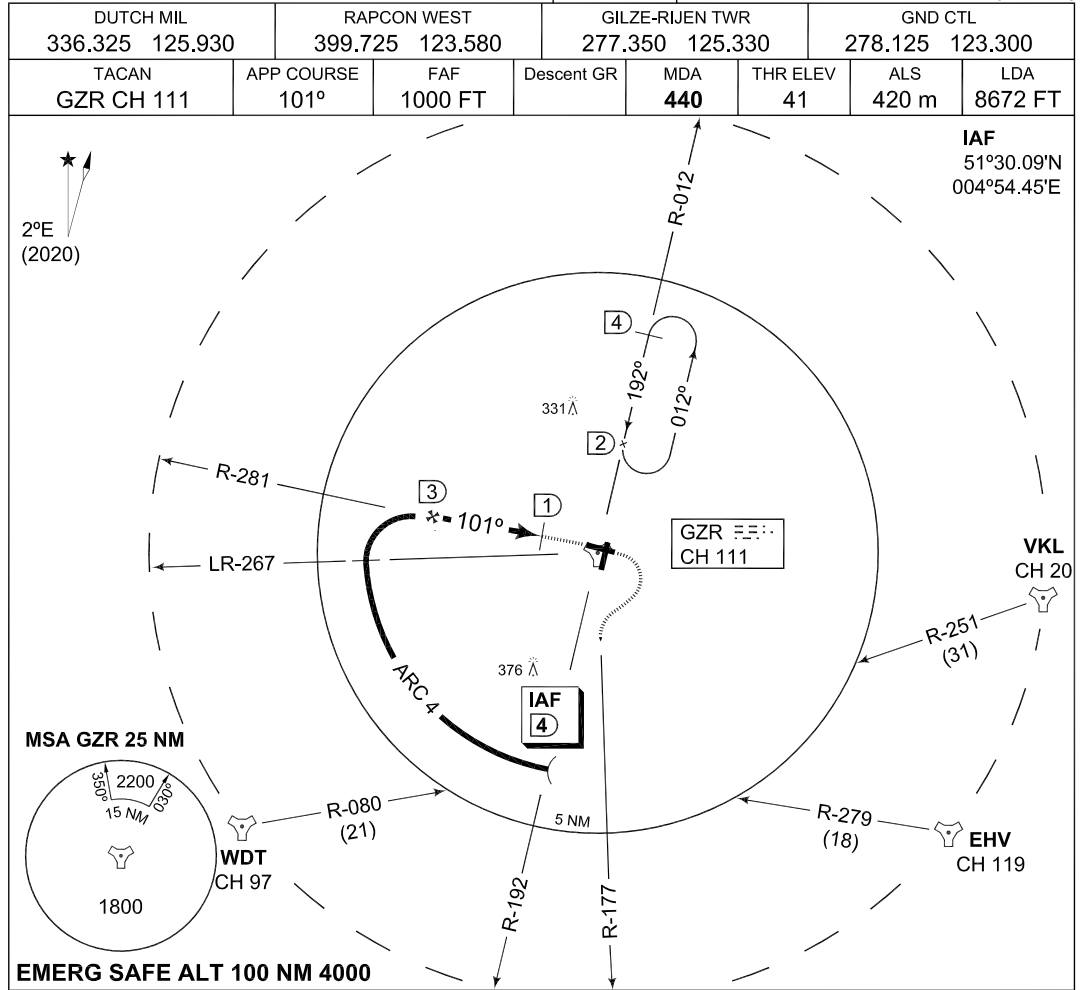 DUTCH MIL
336.325 125.930
RAPCON WEST
399.725 123.580
GILZE-RIJEN TWR
277.350 125.330
GND CTL
278.125 123.300
TACAN
GZR CH 111
APP COURSE
101º
FAF
1000 FT
Descent GR
MDA
440
THR ELEV
41
ALS
420 m
LDA
8672 FT
IAF
51º30.09'N
004º54.45'E
2ºE
(2020)
R-012
4
192º
012º
331
2
R-281
3
101º
1
LR-267
GZR
CH 111
VKL
CH 20
R-251
(31)
ARC 4
376
IAF
4
MSA GZR 25 NM
350º
2200
030º
15 NM
1800
R-080
(21)
WDT
CH 97
5 NM
R-279
(18)
EHV
CH 119
R-192
R-177
EMERG SAFE ALT 100 NM 4000